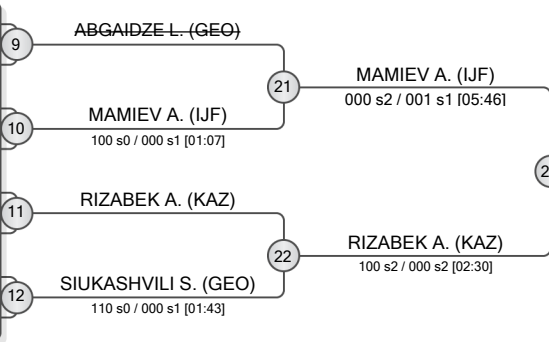 9
ABGAIDZE L. (GEO)
21
MAMIEV A. (IJF)
000 s2 / 001 s1 [05:46]
10
MAMIEV A. (IJF)
100 s0 / 000 s1 [01:07]
2
11
RIZABEK A. (KAZ)
22
RIZABEK A. (KAZ)
100 s2 / 000 s2 [02:30]
12
SIUKASHVILI S. (GEO)
110 s0 / 000 s1 [01:43]